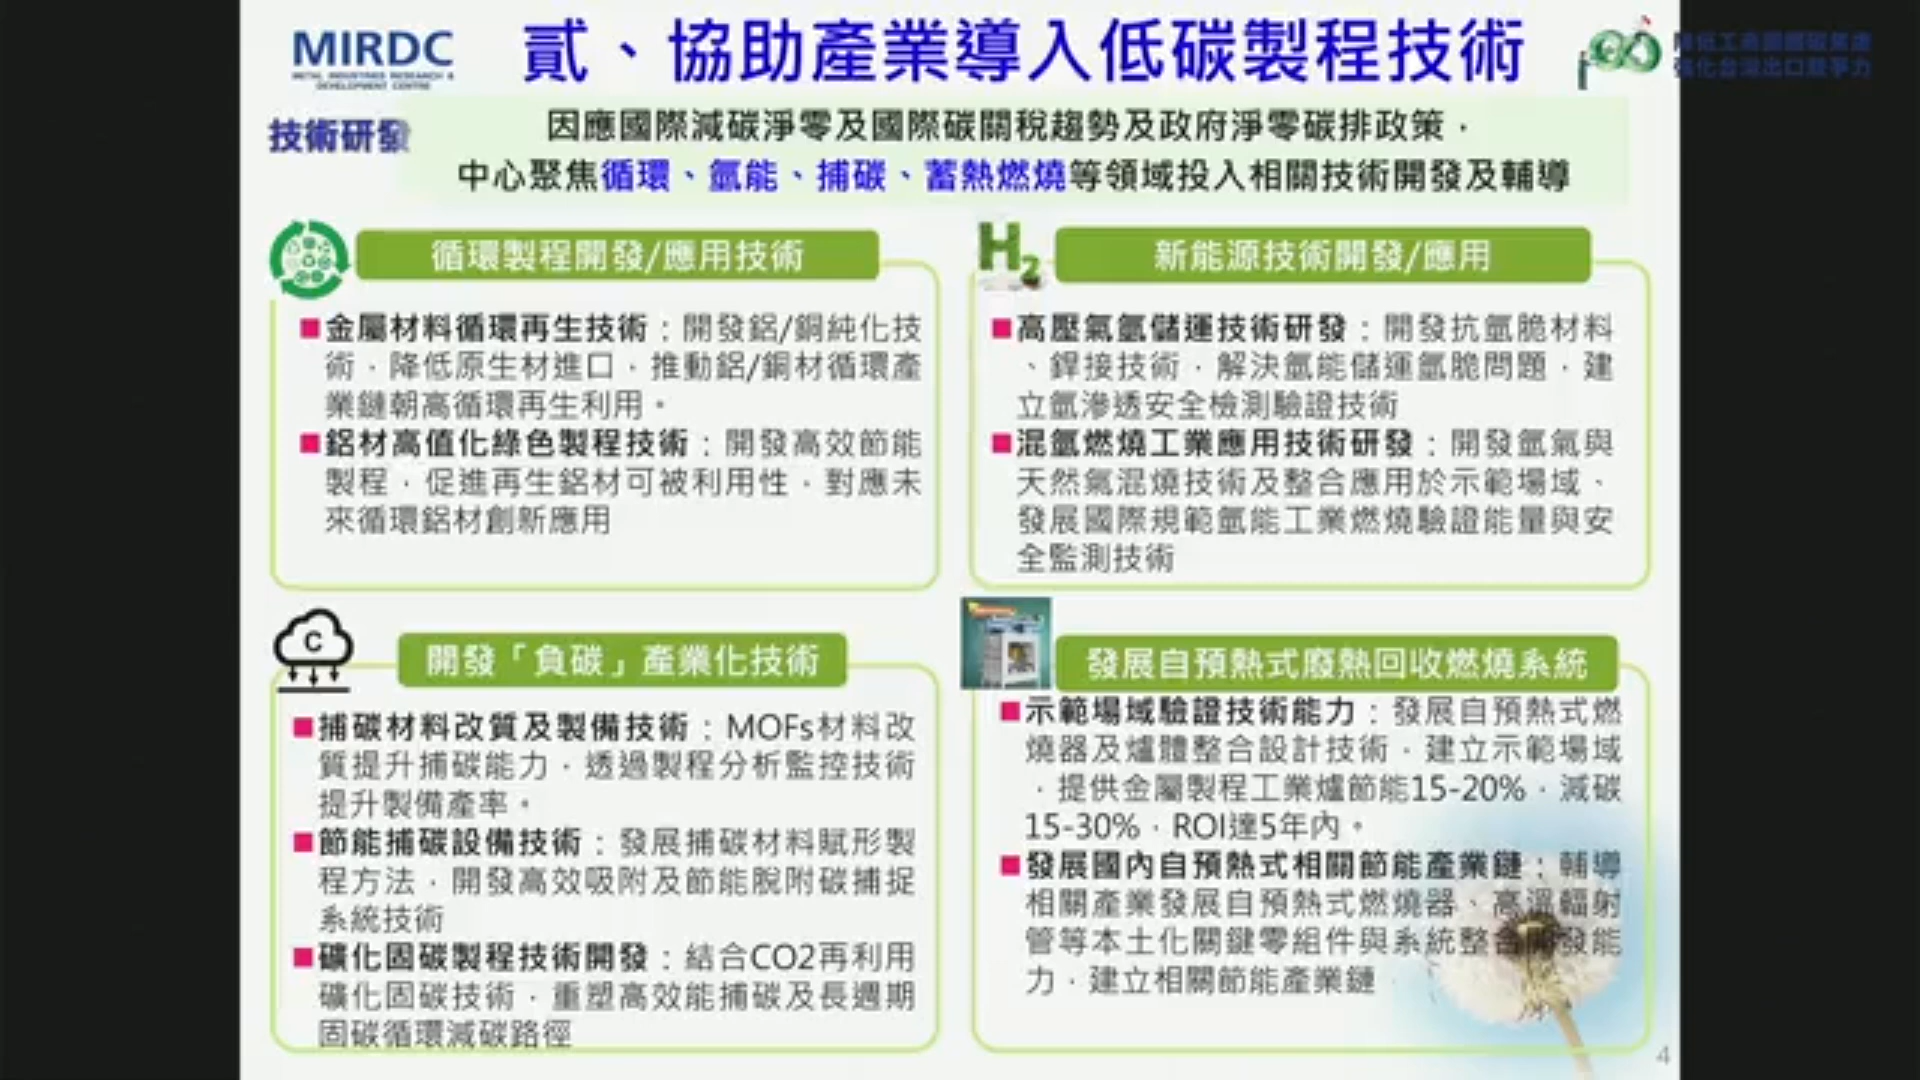 MIRDC
METAL INDUSTRIES RESEARCH &
DEVELOPMENT CENTRE
貳、協助產業導入低碳製程技術
強化台深出口競爭力
技術研發
因應國際減碳淨零及國際碳關稅趨勢及政府淨零碳排政策，
中心聚焦循環、氫能、捕碳、蓄熱燃燒等領域投入相關技術開發及輔導
循環製程開發/應用技術
■金屬材料循環再生技術：開發鋁/銅純化技
術，降低原生材進口，推動鋁/銅材循環產
業鏈朝高循環再生利用。
■鋁材高值化綠色製程技術：開發高效節能
製程，促進再生鋁材可被利用性，對應未
來循環鋁材創新應用
H2
新能源技術開發/應用
■高壓氣氫儲運技術研發：開發抗氫脆材料
、銲接技術，解決氫能儲運氫脆問題，建
立氫滲透安全檢測驗證技術
■混氫燃燒工業應用技術研發：開發氫氣與
天然氣混燒技術及整合應用於示範場域、
發展國際規範氫能工業燃燒驗證能量與安
全監測技術
C
開發「負碳」產業化技術
■捕碳材料改質及製備技術：MOFs材料改
質提升捕碳能力，透過製程分析監控技術
提升製備產率。
■節能捕碳設備技術：發展捕碳材料賦形製
程方法，開發高效吸附及節能脫附碳捕捉
系統技術
■礦化固碳製程技術開發：結合CO2再利用
礦化固碳技術，重塑高效能捕碳及長週期
固碳循環減碳路徑
發展自預熱式廢熱回收燃燒系統
■示範場域驗證技術能力：發展自預熱式燃
燒器及爐體整合設計技術，建立示範場域
，提供金屬製程工業爐節能15-20%，減碳
15-30%，ROI達5年內。
■發展國內自預熱式相關節能產業鏈：輔導
相關產業發展自預熱式燃燒器、高溫輻射
管等本土化關鍵零組件與系統整合開發能
力，建立相關節能產業鏈
4